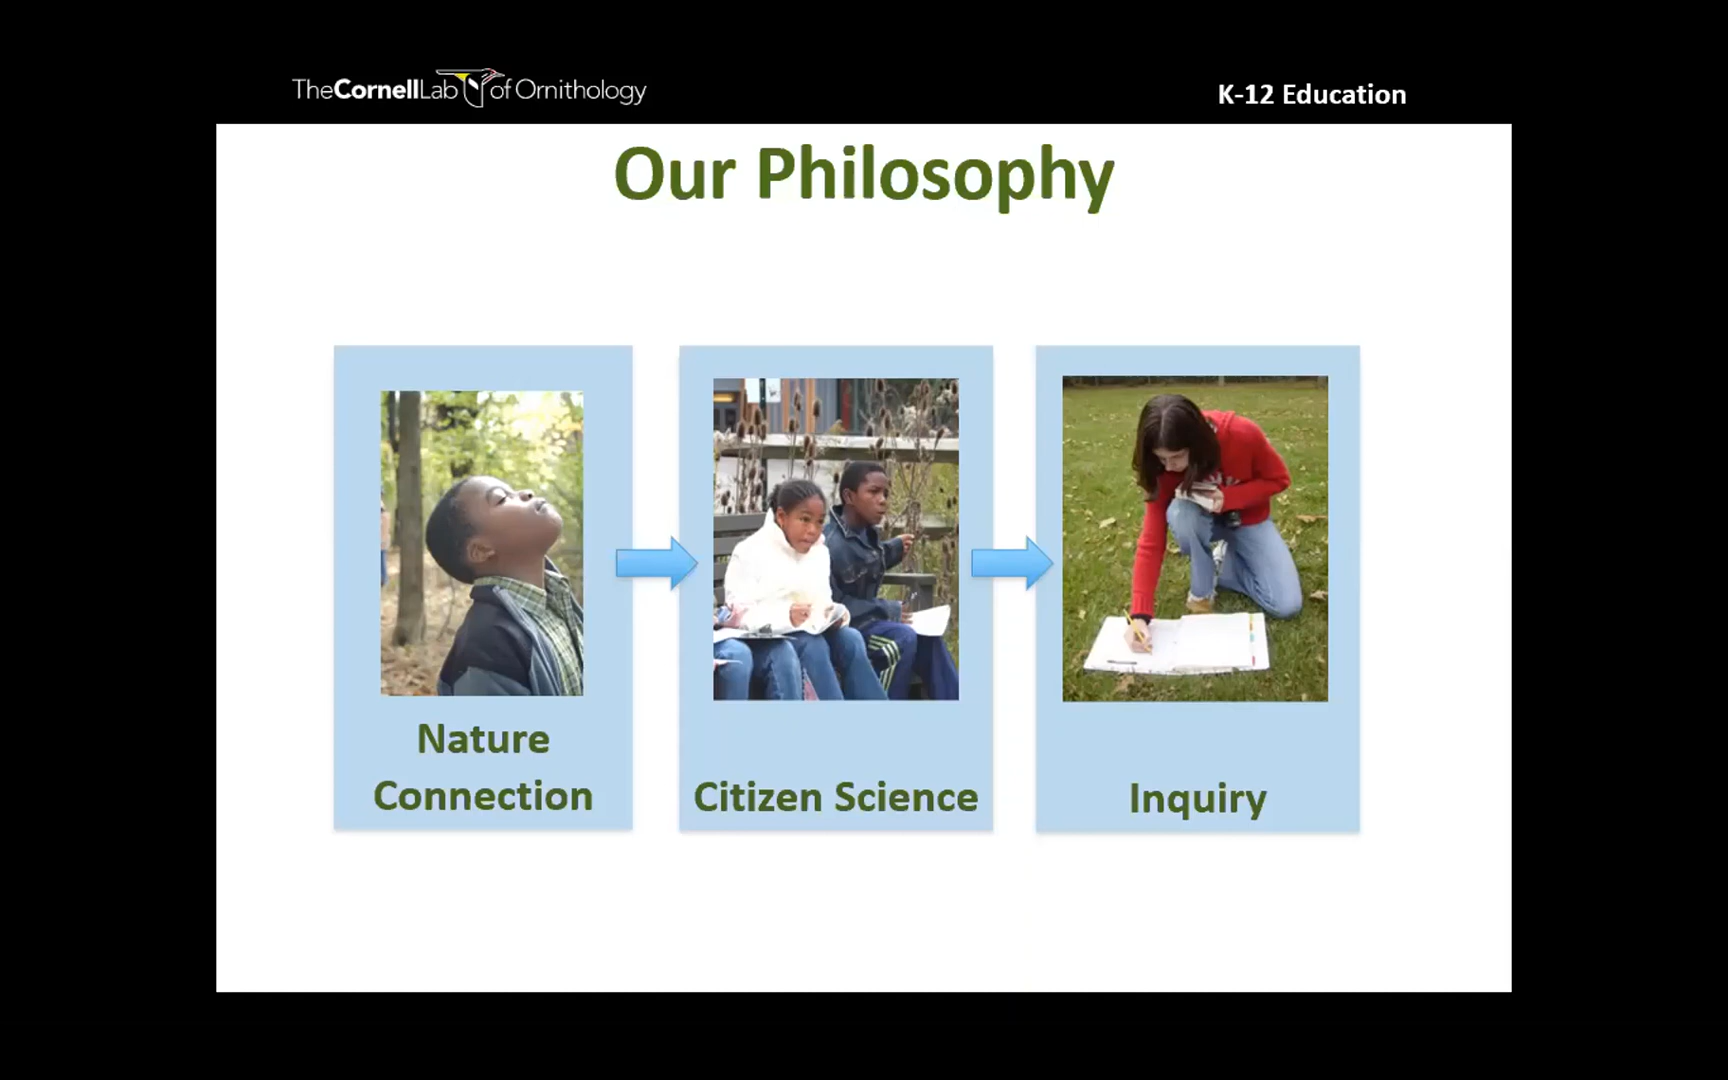 TheCornellLab of Ornithology
K-12 Education
Our Philosophy
Nature
Connection
Citizen Science
Inquiry